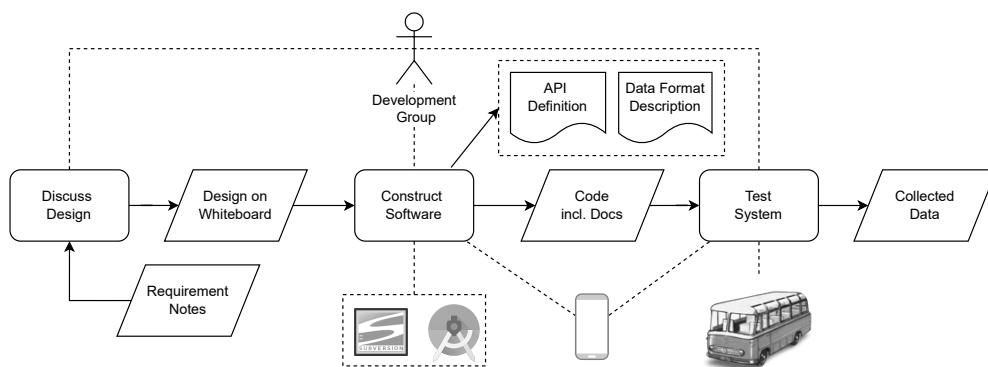 Development
Group
API
Definition
Data Format
Description
Discuss
Design
Design on
Whiteboard
Construct
Software
Code
incl. Docs
Test
System
Collected
Data
Requirement
Notes
SUBVERSION